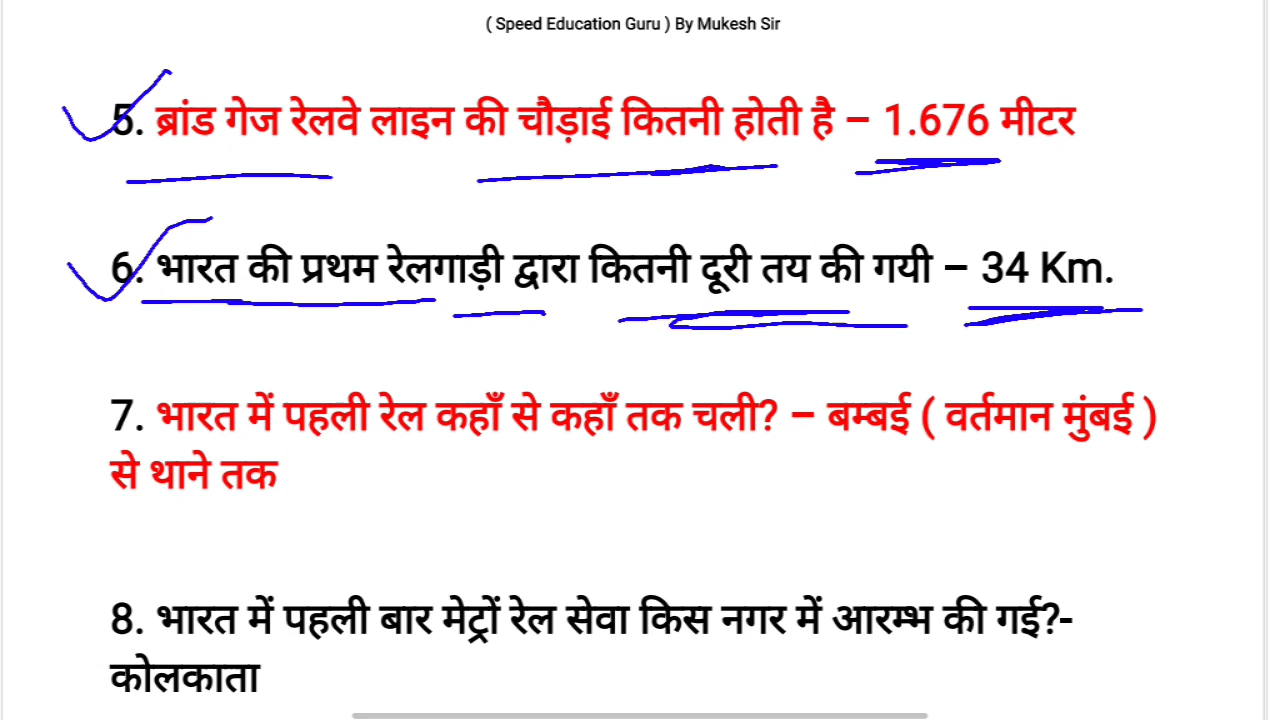 ( Speed Education Guru ) By Mukesh Sir
5. ब्रांड गेज रेलवे लाइन की चौड़ाई कितनी होती है – 1.676 मीटर
6. भारत की प्रथम रेलगाड़ी द्वारा कितनी दूरी तय की गयी – 34 Km.
7. भारत में पहली रेल कहाँ से कहाँ तक चली? – बम्बई ( वर्तमान मुंबई )
से थाने तक
8. भारत में पहली बार मेट्रों रेल सेवा किस नगर में आरम्भ की गई?-
कोलकाता